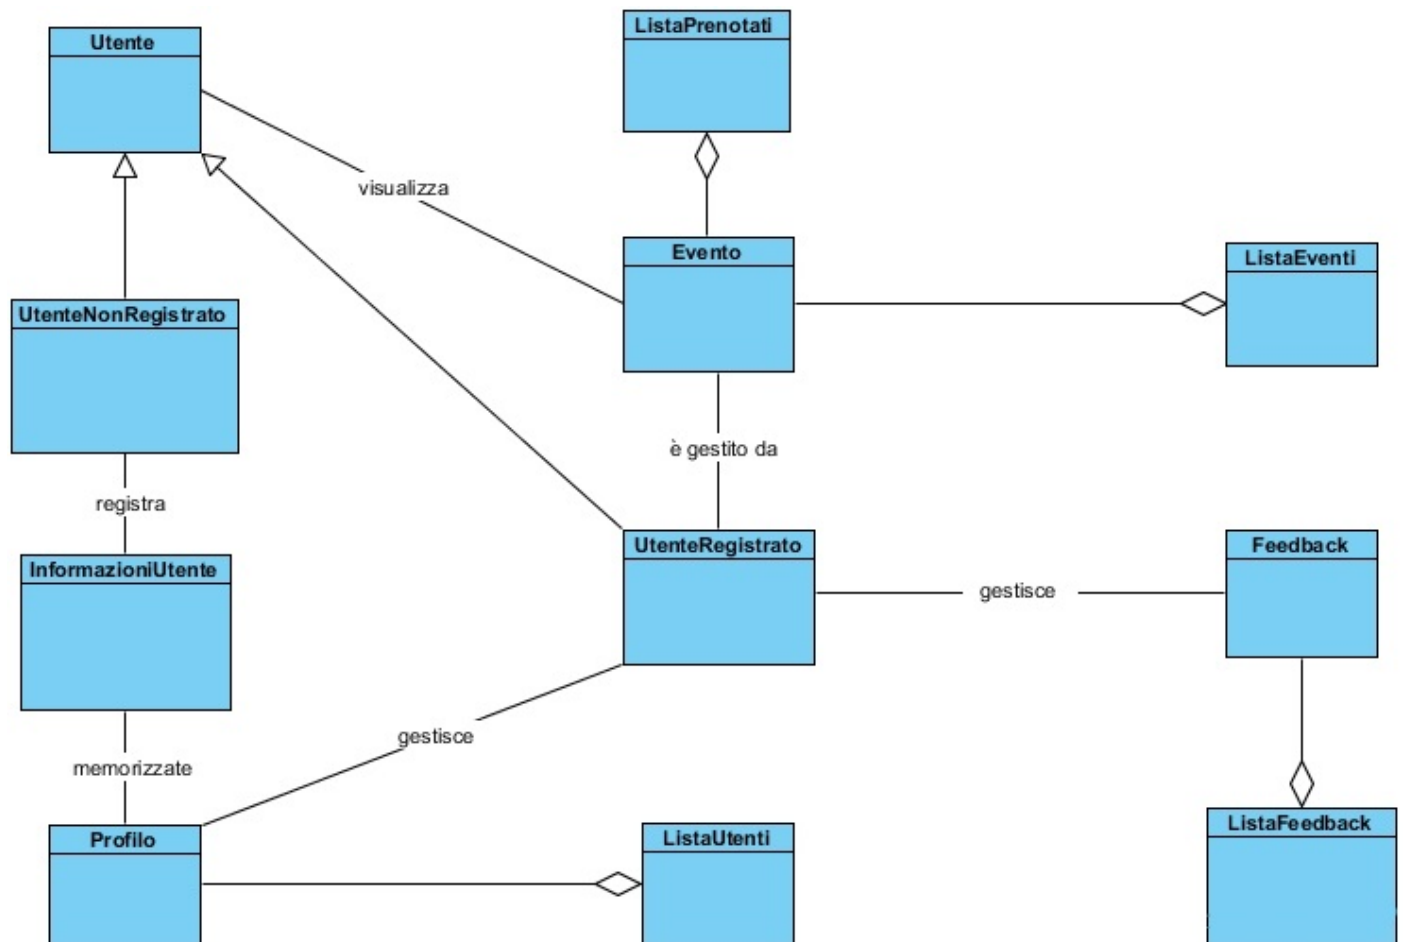 ListaPrenotati
Utente
visualizza
Evento
ListaEventi
UtenteNonRegistrato
è gestito da
registra
UtenteRegistrato
Feedback
InformazioniUtente
gestisce
gestisce
memorizzate
ListaFeedback
Profilo
ListaUtenti